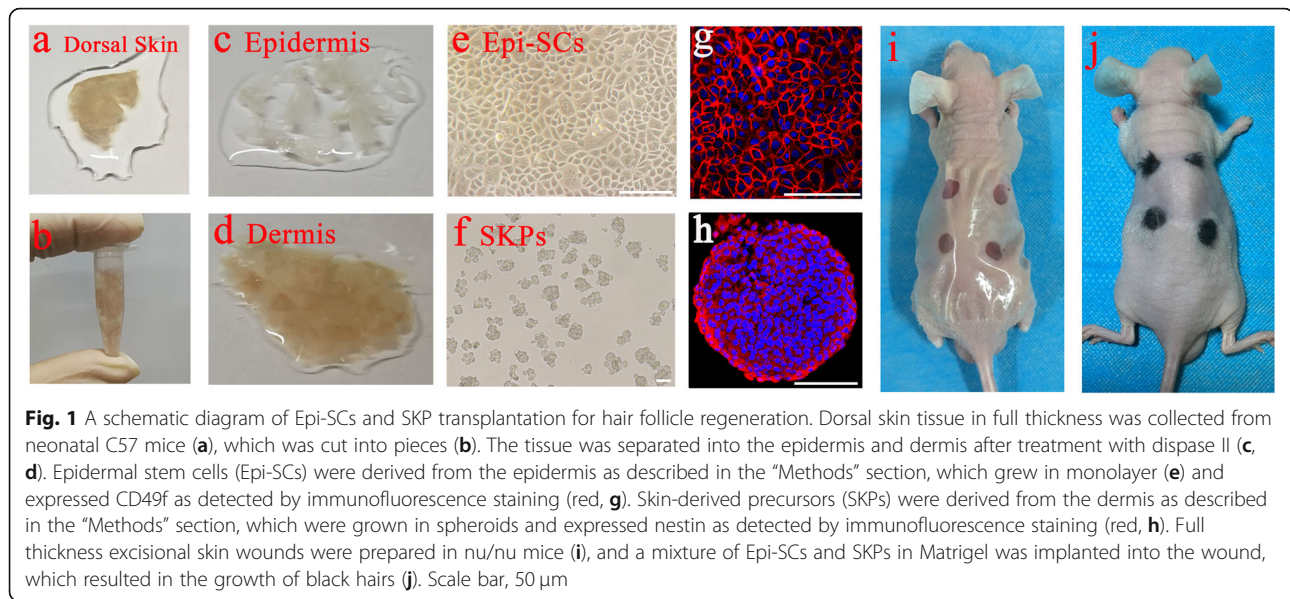 a Dorsal Skin
c Epidermis
e Epi-SCs
g
i
j
b
d Dermis
f SKPs
h
Fig. 1 A schematic diagram of Epi-SCs and SKP transplantation for hair follicle regeneration. Dorsal skin tissue in full thickness was collected from
neonatal C57 mice (a), which was cut into pieces (b). The tissue was separated into the epidermis and dermis after treatment with dispase II (c,
d). Epidermal stem cells (Epi-SCs) were derived from the epidermis as described in the “Methods” section, which grew in monolayer (e) and
expressed CD49f as detected by immunofluorescence staining (red, g). Skin-derived precursors (SKPs) were derived from the dermis as described
in the “Methods” section, which were grown in spheroids and expressed nestin as detected by immunofluorescence staining (red, h). Full
thickness excisional skin wounds were prepared in nu/nu mice (i), and a mixture of Epi-SCs and SKPs in Matrigel was implanted into the wound,
which resulted in the growth of black hairs (j). Scale bar, 50 μm